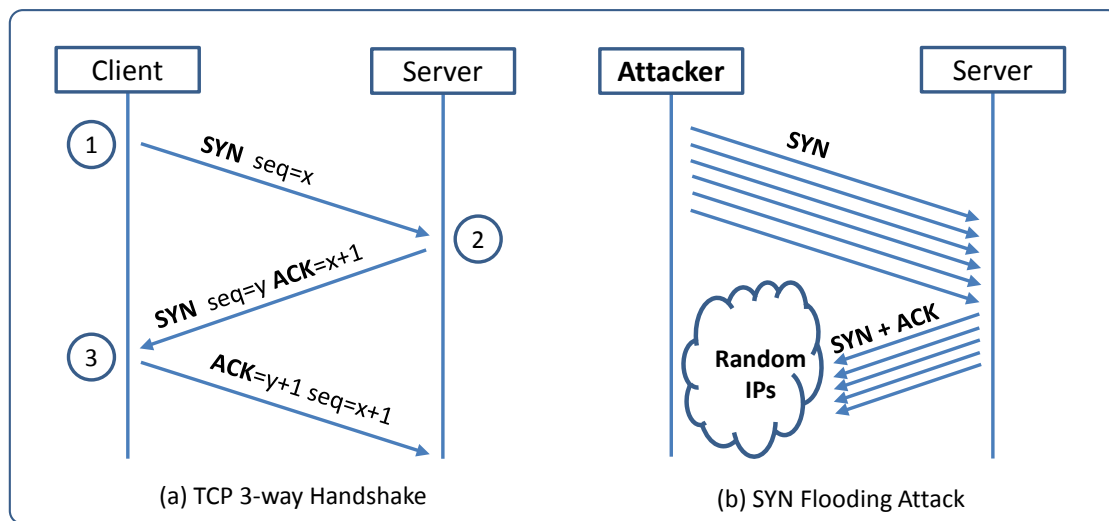 Client
Server
1
SYN seq=x
2
SYN seq=y ACK=x+1
3
ACK=y+1 seq=x+1
(a) TCP 3-way Handshake
Attacker
Server
SYN
SYN + ACK
Random
IPs
(b) SYN Flooding Attack